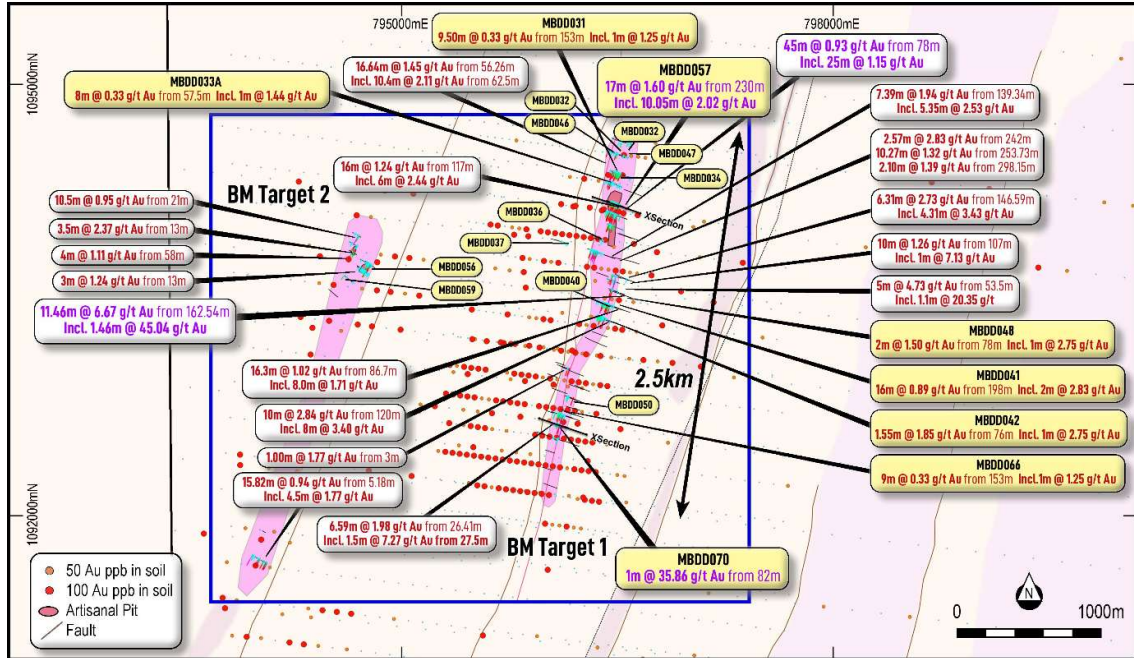 795000mE
798000mE
1095000mN
1092000mN
MBDD031
9.50m @ 0.33 g/t Au from 153m Incl. 1m @ 1.25 g/t Au
16.64m @ 1.45 g/t Au from 56.26m
Incl. 10.4m @ 2.11 g/t Au from 62.5m
MBDD033A
8m @ 0.33 g/t Au from 57.5m Incl. 1m @ 1.44 g/t Au
MBDD057
17m @ 1.60 g/t Au from 230m
Incl. 10.05m @ 2.02 g/t Au
45m @ 0.93 g/t Au from 78m
Incl. 25m @ 1.15 g/t Au
7.39m @ 1.94 g/t Au from 139.34m
Incl. 5.35m @ 2.53 g/t Au
2.57m @ 2.83 g/t Au from 242m
10.27m @ 1.32 g/t Au from 253.73m
2.10m @ 1.39 g/t Au from 298.15m
6.31m @ 2.73 g/t Au from 146.59m
Incl. 4.31m @ 3.43 g/t Au
10m @ 1.26 g/t Au from 107m
Incl. 1m @ 7.13 g/t Au
5m @ 4.73 g/t Au from 53.5m
Incl. 1.1m @ 20.35 g/t
MBDD048
2m @ 1.50 g/t Au from 78m Incl. 1m @ 2.75 g/t Au
MBDD041
16m @ 0.89 g/t Au from 198m Incl. 2m @ 2.83 g/t Au
MBDD042
1.55m @ 1.85 g/t Au from 76m Incl. 1m @ 2.75 g/t Au
MBDD066
9m @ 0.33 g/t Au from 153m Incl.1m @ 1.25 g/t Au
MBDD032
MBDD046
MBDD032
MBDD047
MBDD034
16m @ 1.24 g/t Au from 117m
Incl. 6m @ 2.44 g/t Au
XSection
MBDD036
MBDD037
MBDD040
BM Target 2
10.5m @ 0.95 g/t Au from 21m
3.5m @ 2.37 g/t Au from 13m
4m @ 1.11 g/t Au from 58m
3m @ 1.24 g/t Au from 13m
MBDD056
MBDD059
11.46m @ 6.67 g/t Au from 162.54m
Incl. 1.46m @ 45.04 g/t Au
16.3m @ 1.02 g/t Au from 86.7m
Incl. 8.0m @ 1.71 g/t Au
10m @ 2.84 g/t Au from 120m
Incl. 8m @ 3.40 g/t Au
1.00m @ 1.77 g/t Au from 3m
15.82m @ 0.94 g/t Au from 5.18m
Incl. 4.5m @ 1.77 g/t Au
6.59m @ 1.98 g/t Au from 26.41m
Incl. 1.5m @ 7.27 g/t Au from 27.5m
2.5km
MBDD050
XSection
BM Target 1
MBDD070
1m @ 35.86 g/t Au from 82m
50 Au ppb in soil
100 Au ppb in soil
Artisanal Pit
Fault
N
0 1000m